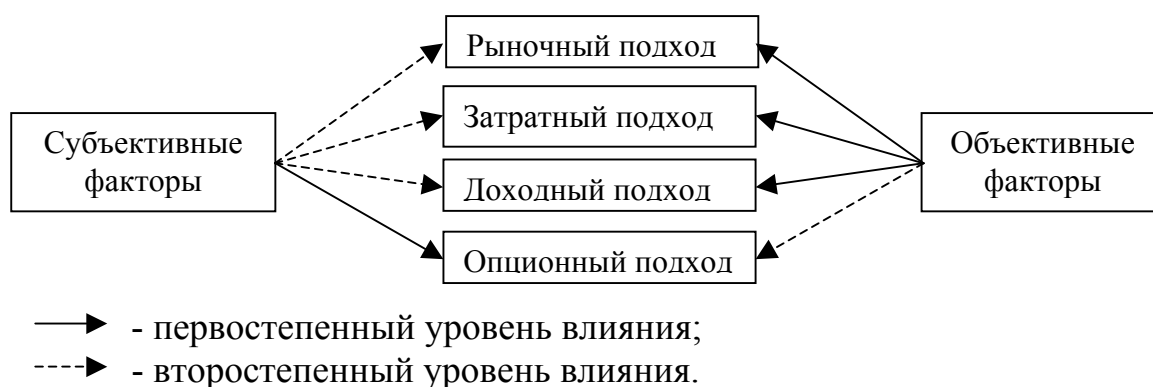 Рыночный подход
Затратный подход
Субъективные
факторы
Объективные
факторы
Доходный подход
Опционный подход
- первостепенный уровень влияния;
- второстепенный уровень влияния.